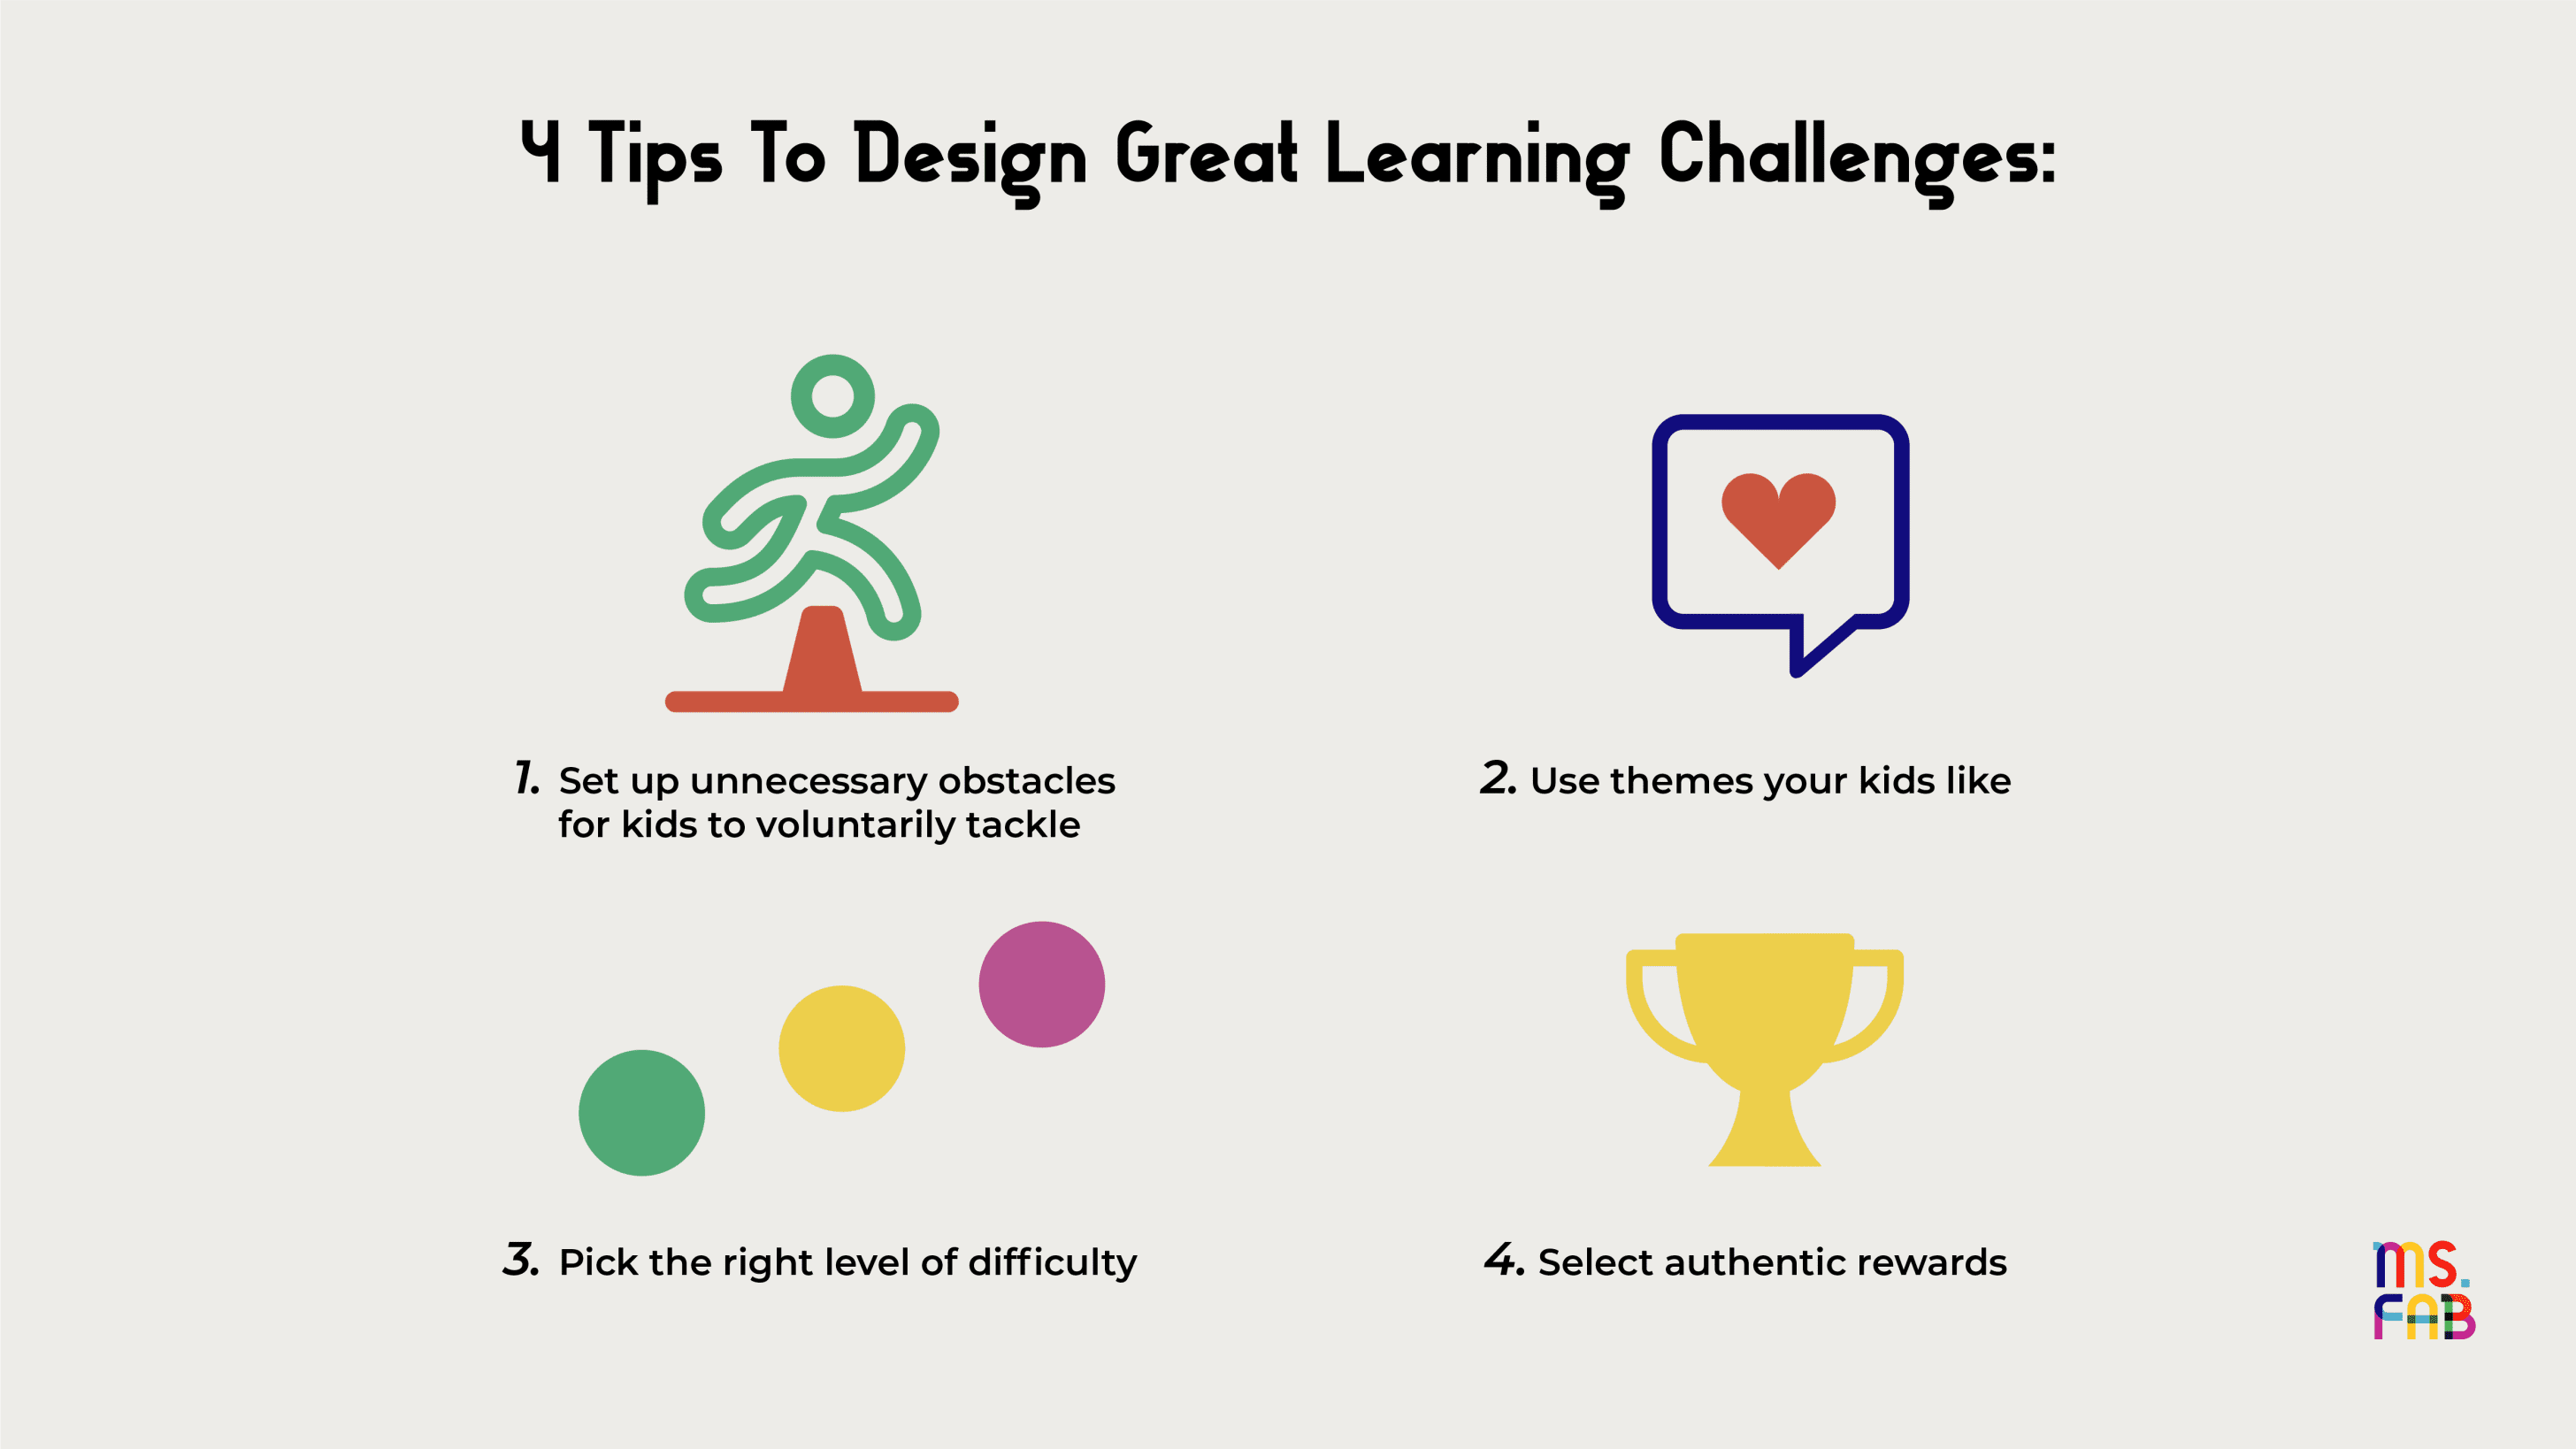 4 Tips To Design Great Learning Challenges:
1. Set up unnecessary obstacles
for kids to voluntarily tackle
2. Use themes your kids like
3. Pick the right level of difficulty
4. Select authentic rewards
ms.
FAB